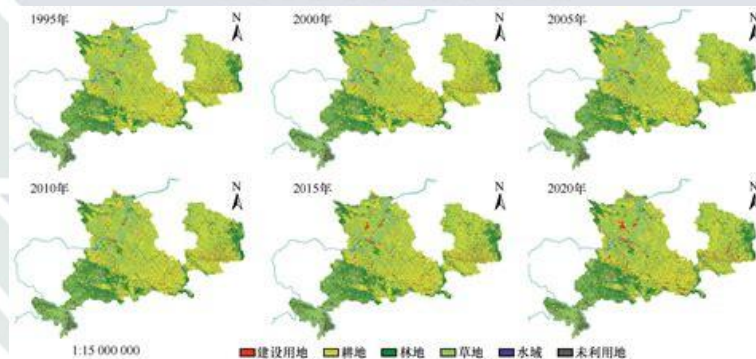 1995年
N
2000年
N
2005年
N
2010年
N
2015年
N
2020年
N
1:15 000 000
建设用地 耕地 林地 草地 水域 未利用地